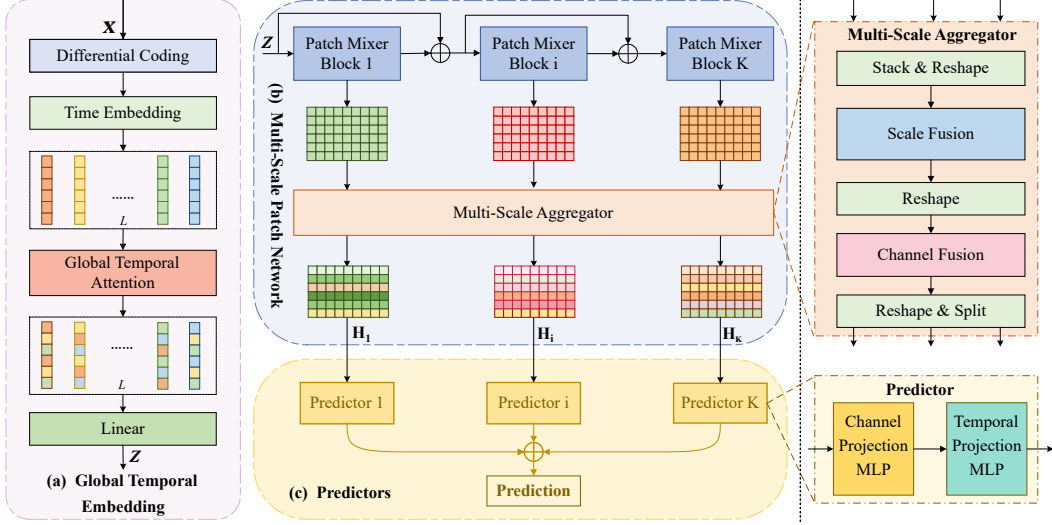 X
Differential Coding
Time Embedding
......
L
Global Temporal
Attention
......
L
Linear
Z
(a) Global Temporal
Embedding
Z
Patch Mixer
Block 1
Patch Mixer
Block i
Patch Mixer
Block K
(b) Multi-Scale Patch Network
Multi-Scale Aggregator
H₁
Hᵢ
Hₖ
Predictor 1
Predictor i
Predictor K
Prediction
(c) Predictors
Multi-Scale Aggregator
Stack & Reshape
Scale Fusion
Reshape
Channel Fusion
Reshape & Split
Predictor
Channel
Projection
MLP
Temporal
Projection
MLP